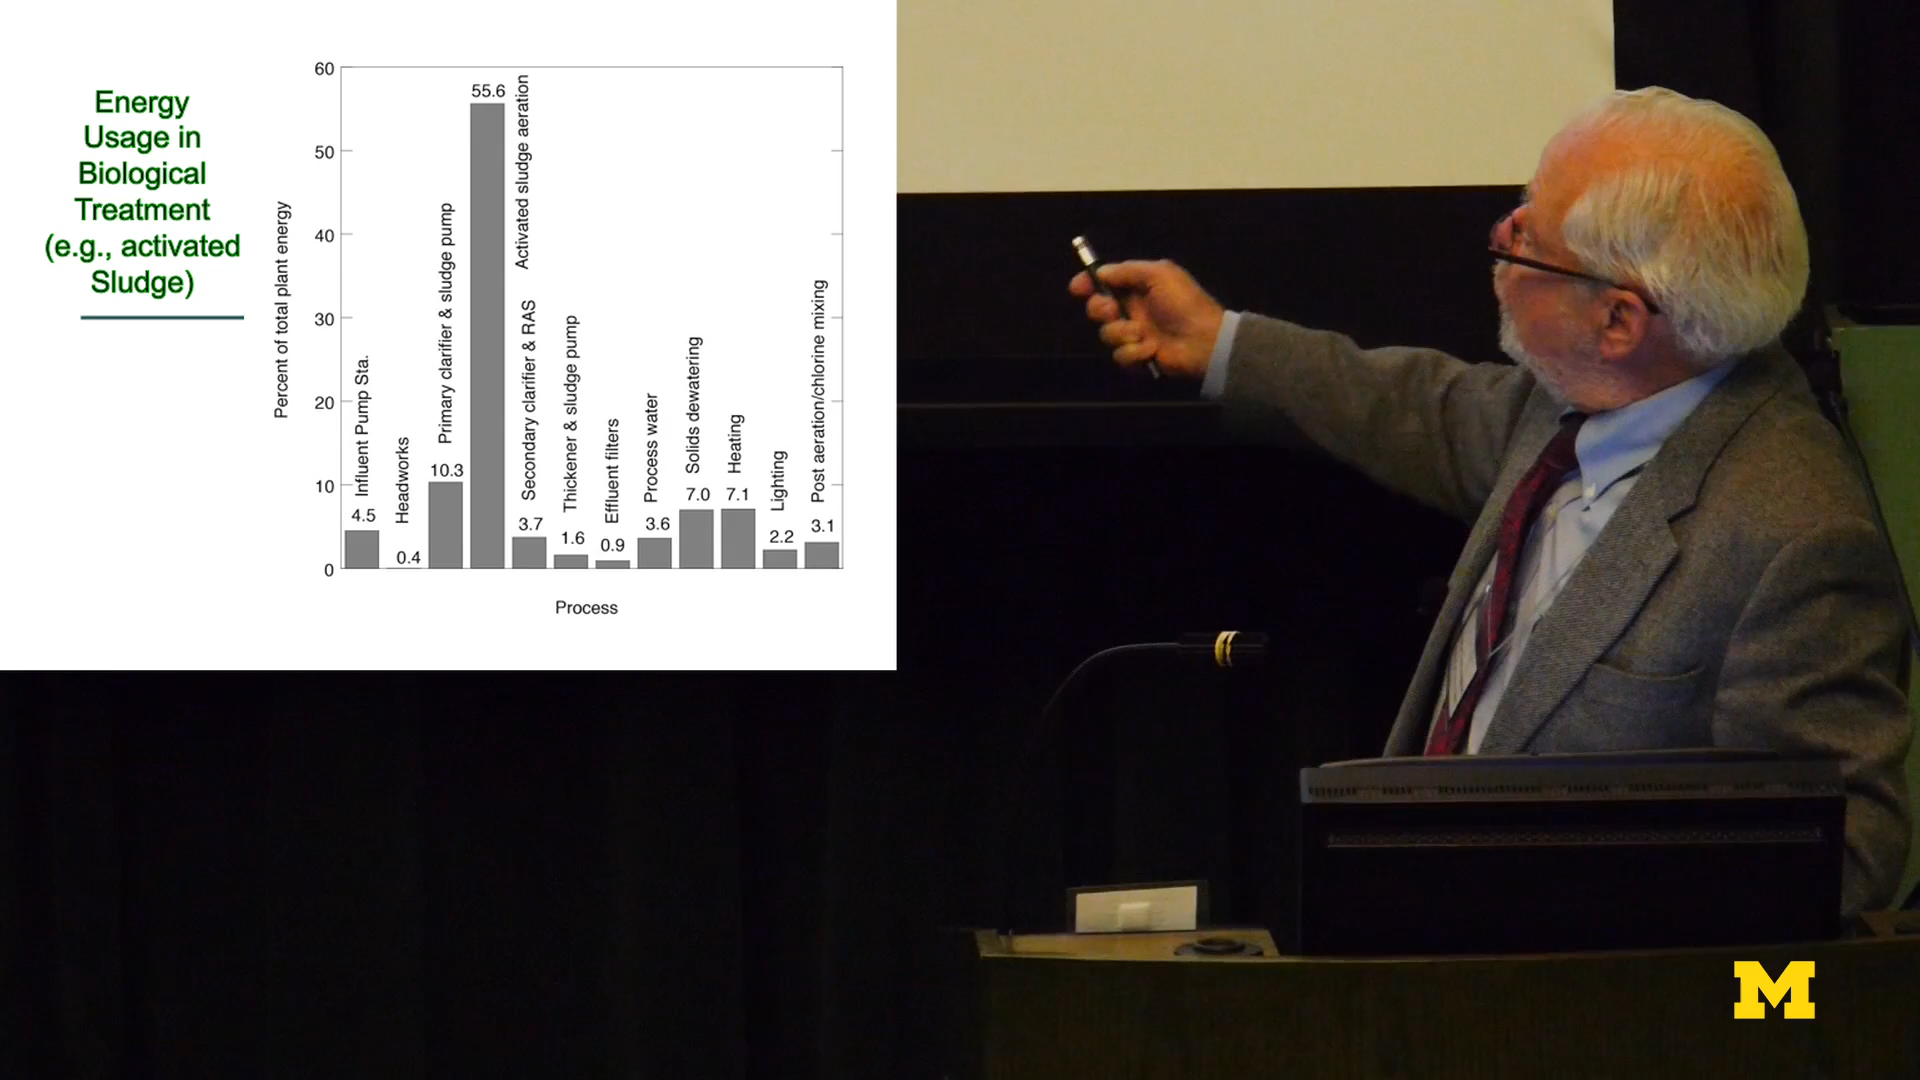 Energy
Usage in
Biological
Treatment
(e.g., activated
Sludge)
Percent of total plant energy
60
50
40
30
20
10
0
Influent Pump Sta.
4.5
Headworks
0.4
Primary clarifier & sludge pump
10.3
55.6
Activated sludge aeration
Secondary clarifier & RAS
3.7
Thickener & sludge pump
1.6
Effluent filters
0.9
Process water
3.6
Solids dewatering
7.0
Heating
7.1
Lighting
2.2
Post aeration/chlorine mixing
3.1
Process
M